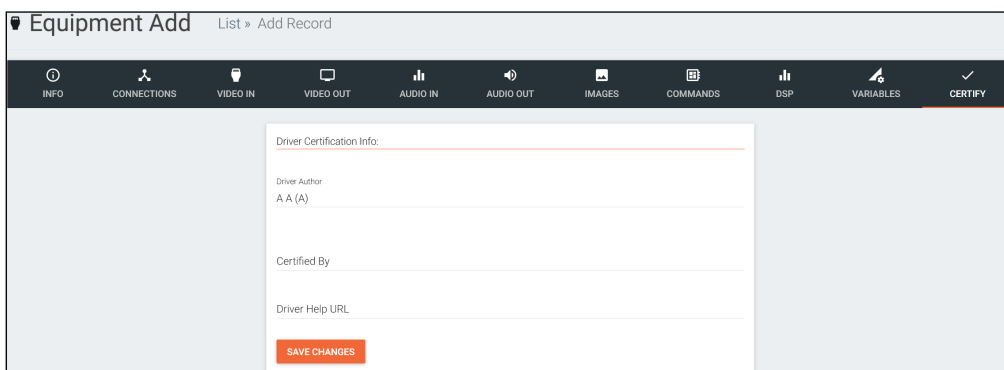 Equipment Add List » Add Record
INFO CONNECTIONS VIDEO IN VIDEO OUT AUDIO IN AUDIO OUT IMAGES COMMANDS DSP VARIABLES CERTIFY
Driver Certification Info:
Driver Author
A A (A)
Certified By
Driver Help URL
SAVE CHANGES